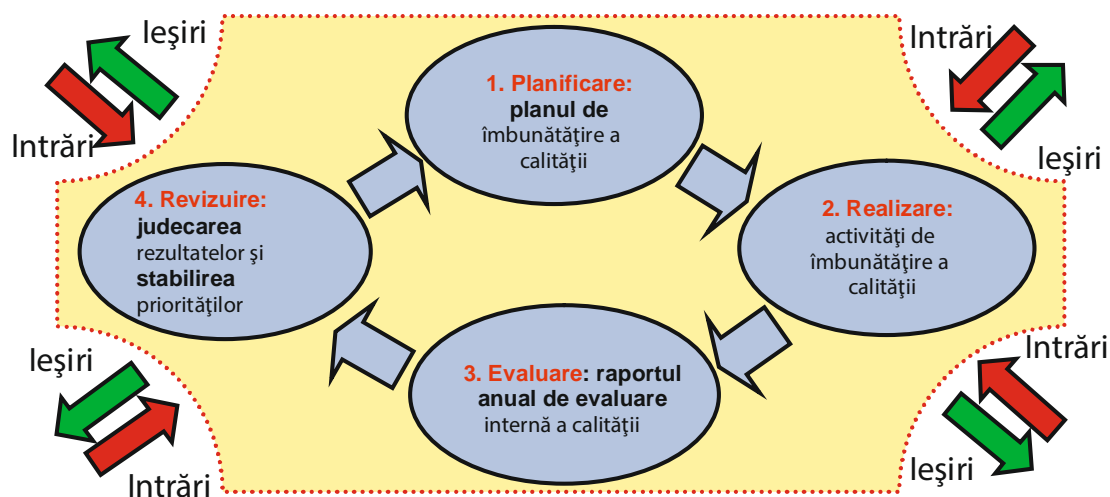 Ieşiri
Intrări
Intrări
Ieşiri
1. Planificare:
planul de
îmbunătăţire a
calităţii
2. Realizare:
activităţi de
îmbunătăţire a
calităţii
3. Evaluare: raportul
anual de evaluare
internă a calităţii
4. Revizuire:
judecarea
rezultatelor şi
stabilirea
priorităţilor
Ieşiri
Intrări
Intrări
Ieşiri